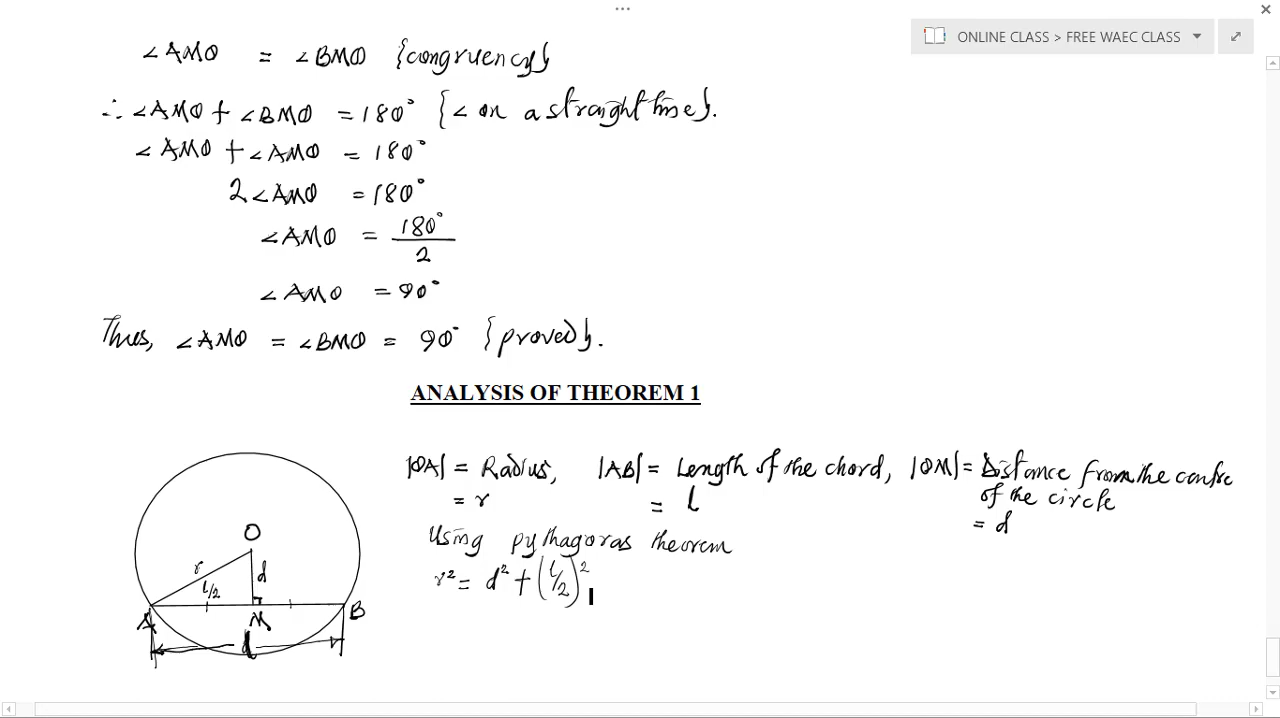 ONLINE CLASS > FREE WAEC CLASS
∠AMO = ∠BMO {congruency}
∴ ∠AMO + ∠BMO = 180° {∠ on a straight line}.
∠AMO + ∠AMO = 180°
2∠AMO = 180°
∠AMO = 180°/2
∠AMO = 90°
Thus, ∠AMO = ∠BMO = 90° {proved}.
ANALYSIS OF THEOREM 1
|OA| = Radius, |AB| = Length of the chord, |OM| = Distance from the centre
of the circle
= r = l = d
Using pythagoras theorem
r² = d² + (l/2)²
O
r d
l/2
A M B
l